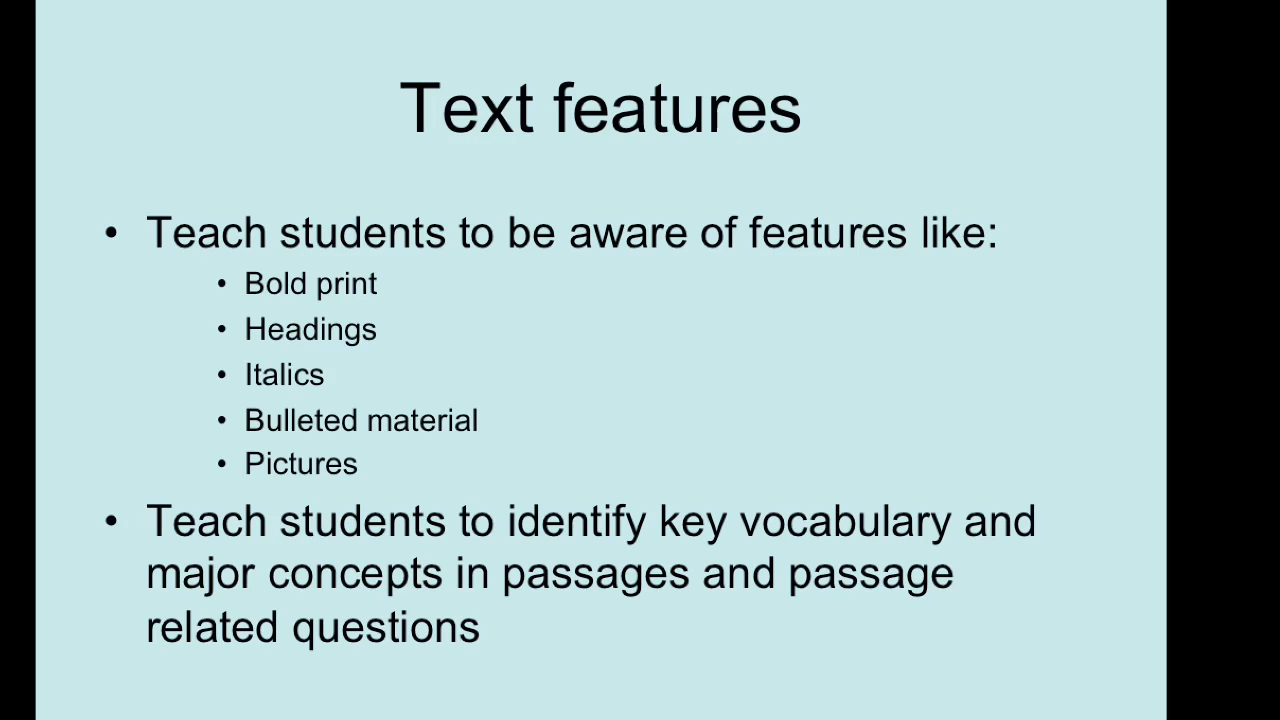 Text features
• Teach students to be aware of features like:
• Bold print
• Headings
• Italics
• Bulleted material
• Pictures
• Teach students to identify key vocabulary and
major concepts in passages and passage
related questions